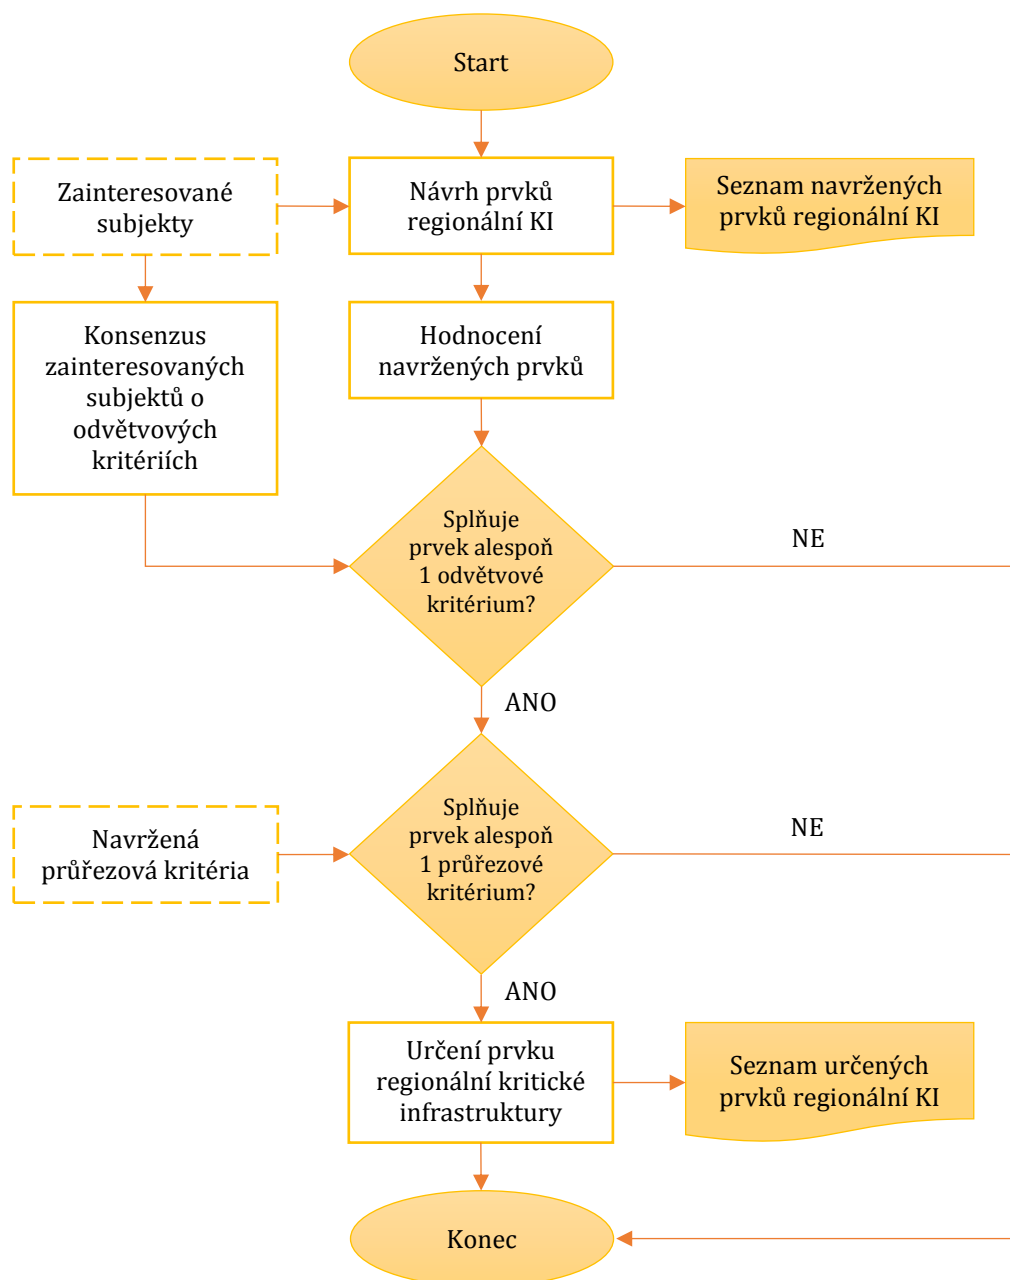 Start
Zainteresované
subjekty
Návrh prvků
regionální KI
Seznam navržených
prvků regionální KI
Konsenzus
zainteresovaných
subjektů o
odvětvových
kritériích
Hodnocení
navržených prvků
Splňuje
prvek alespoň
1 odvětvové
kritérium?
NE
ANO
Navržená
průřezová kritéria
Splňuje
prvek alespoň
1 průřezové
kritérium?
NE
ANO
Určení prvku
regionální kritické
infrastruktury
Seznam určených
prvků regionální KI
Konec